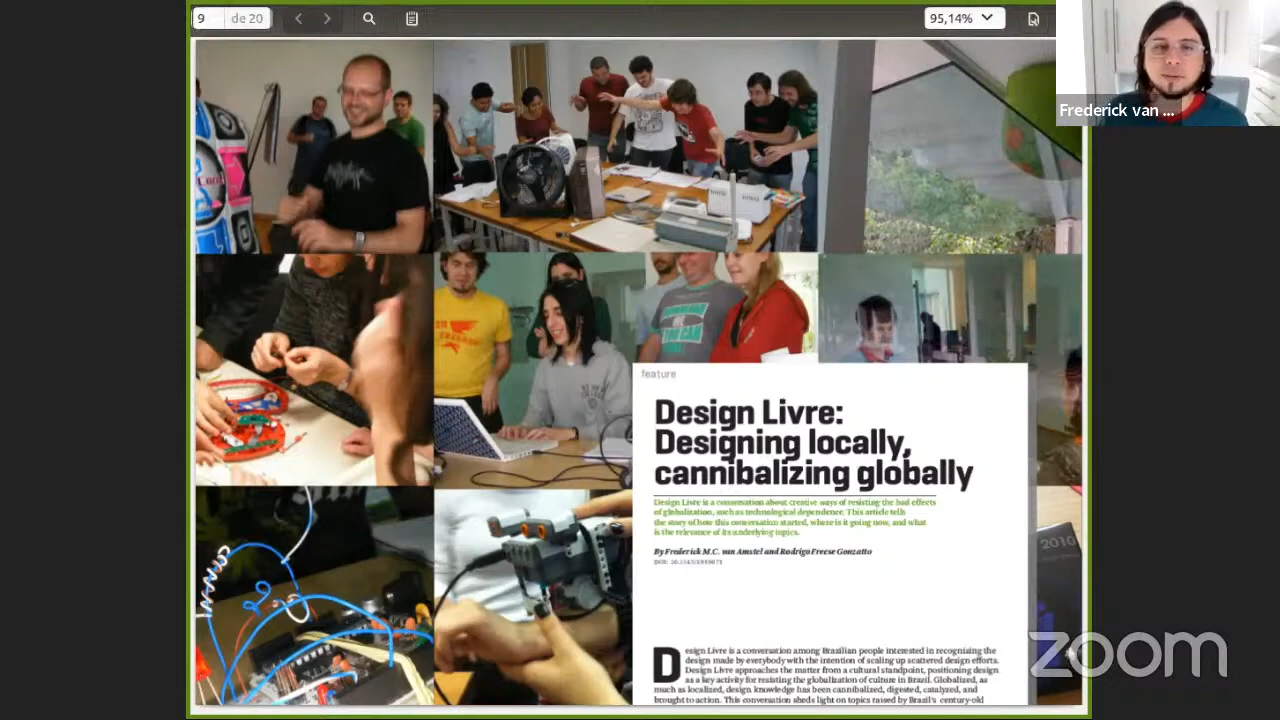 9 de 20
95,14%
Frederick van ...
feature
Design Livre:
Designing locally,
cannibalizing globally
Design Livre is a conversation about creative ways of resisting the bad effects
of globalization, such as technological dependence. This article tells
the story of how this conversation started, where is it going now, and what
is the relevance of its underlying topics.
By Frederick M.C. van Amstel and Rodrigo Freese Gonzatto
Design Livre is a conversation among Brazilian people interested in recognizing the
design made by everybody with the intention of scaling up scattered design efforts.
Design Livre approaches the matter from a cultural standpoint, positioning design
as a key activity for resisting the globalization of culture in Brazil. Globalized, as
much as localized, design knowledge has been cannibalized, digested, catalyzed, and
brought to action. This conversation sheds light on topics raised by Brazil's century-old
2010
zoom